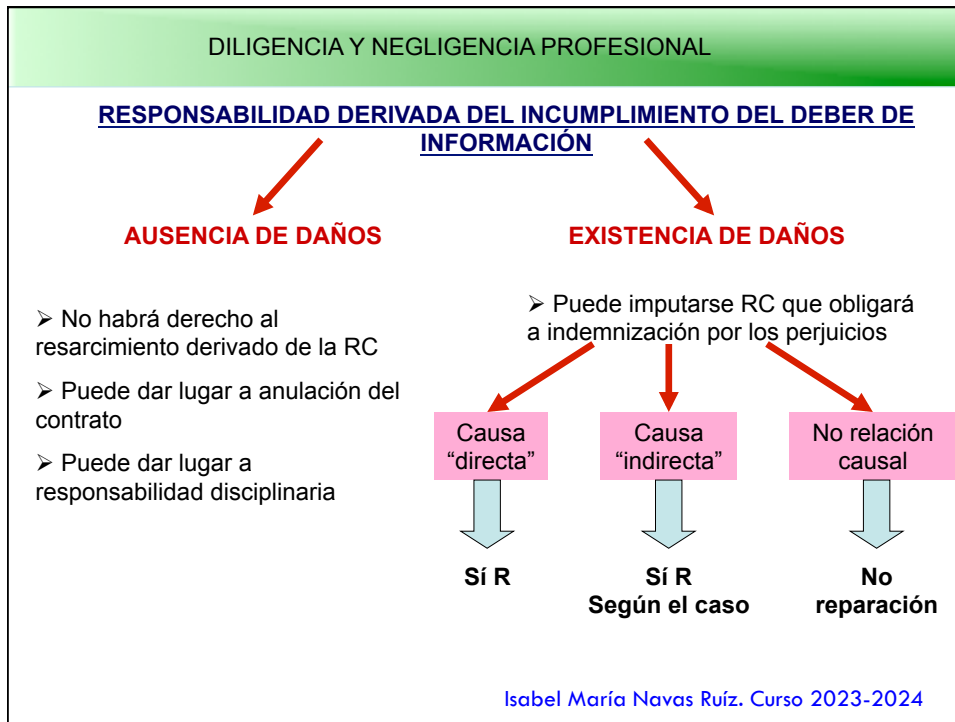 DILIGENCIA Y NEGLIGENCIA PROFESIONAL
RESPONSABILIDAD DERIVADA DEL INCUMPLIMIENTO DEL DEBER DE
INFORMACIÓN
AUSENCIA DE DAÑOS
➢ No habrá derecho al
resarcimiento derivado de la RC
➢ Puede dar lugar a anulación del
contrato
➢ Puede dar lugar a
responsabilidad disciplinaria
EXISTENCIA DE DAÑOS
➢ Puede imputarse RC que obligará
a indemnización por los perjuicios
Causa
“directa”
Sí R
Causa
“indirecta”
Sí R
Según el caso
No relación
causal
No
reparación
Isabel María Navas Ruíz. Curso 2023-2024